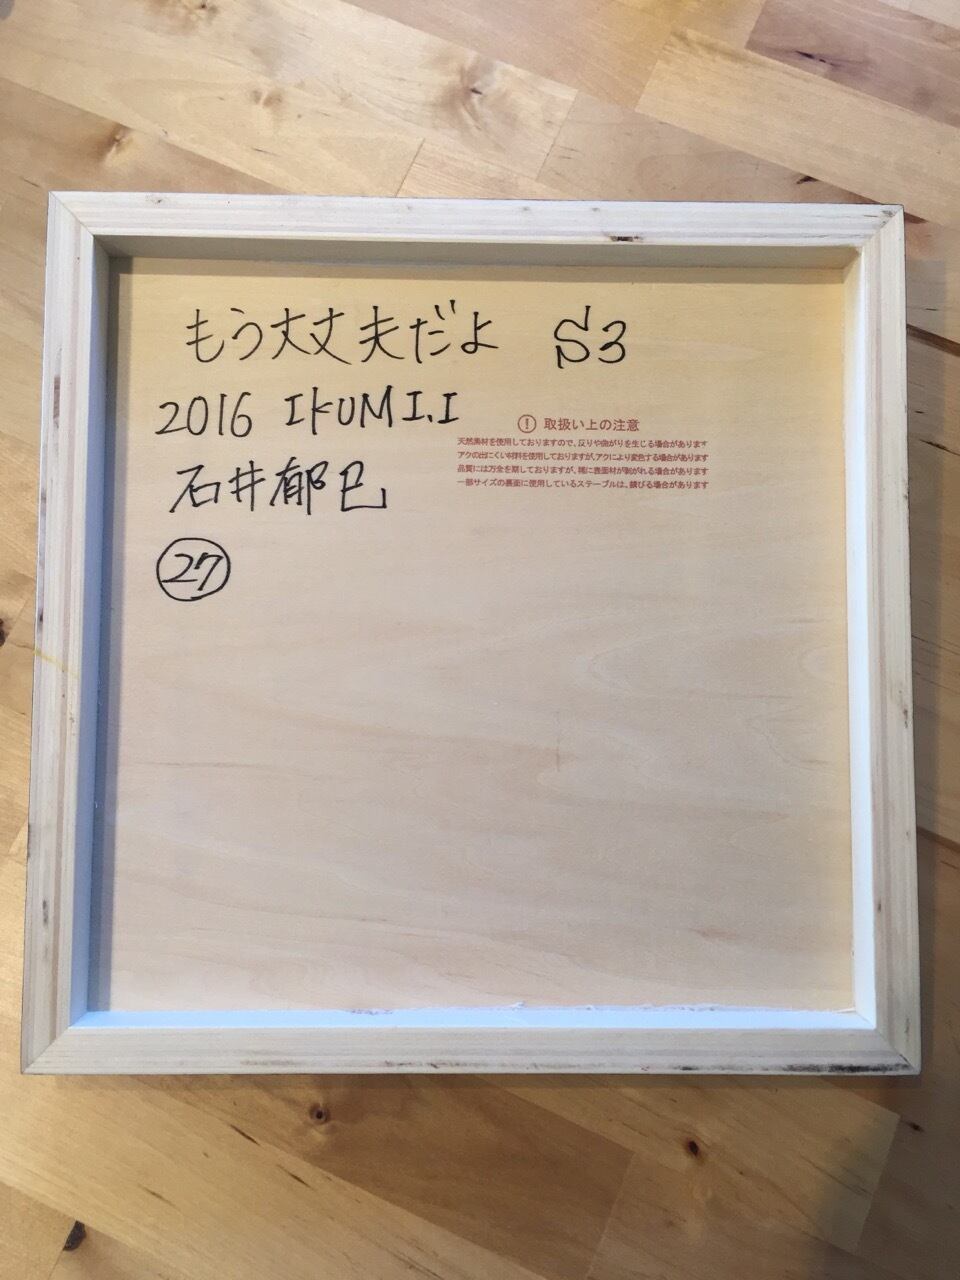 もう丈丈夫だよ S3
2016 IKUMI.I
石井郁巳
27
! 取扱い上の注意
天然素材を使用しておりますので、反りや曲がりを生じる場合があります
アクの出にくい材料を使用しておりますが、アクにより変色する場合があります
品質には万全を期しておりますが、稀に表面材が剥がれる場合があります
一部サイズの裏面に使用しているステープルは、錆びる場合があります